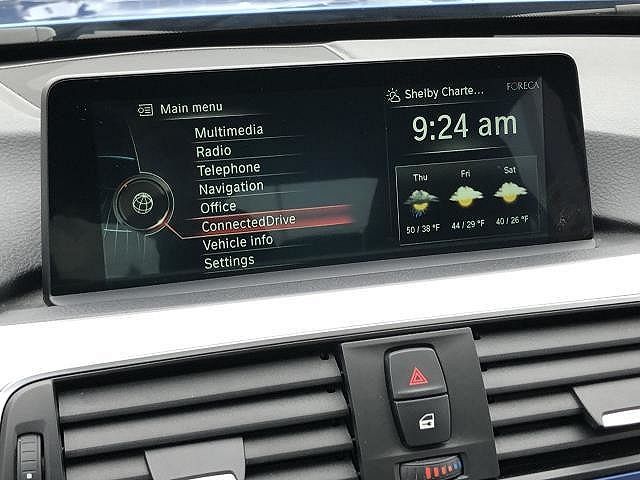 Main menu
Multimedia
Radio
Telephone
Navigation
Office
ConnectedDrive
Vehicle info
Settings
Shelby Charte...
FORECA
9:24 am
Thu Fri Sat
50 / 38 °F 44 / 29 °F 40 / 26 °F